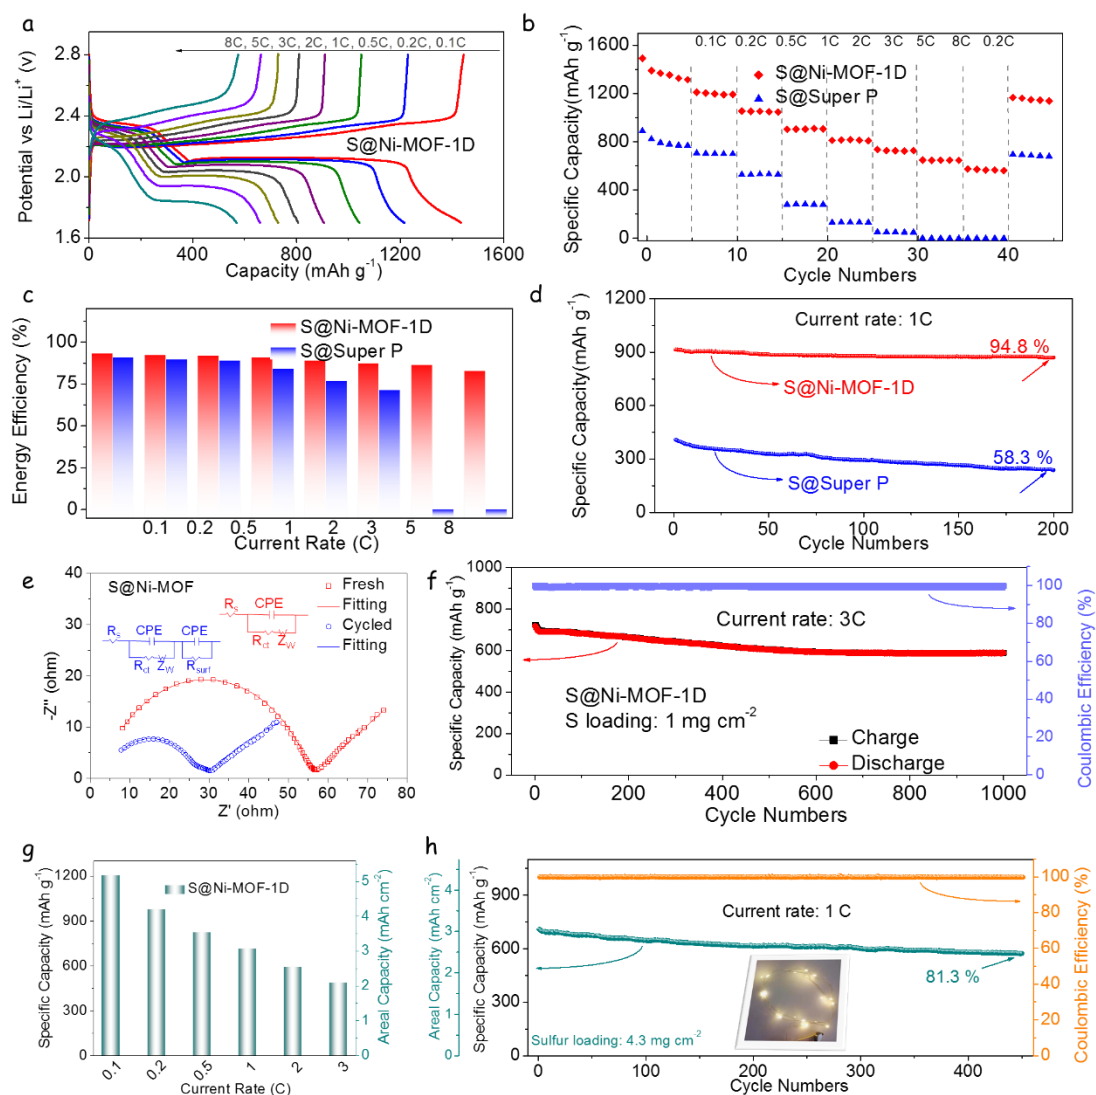 a
8C, 5C, 3C, 2C, 1C, 0.5C, 0.2C, 0.1C
2.8
2.4
2.0
1.6
Potential vs Li/Li⁺ (v)
S@Ni-MOF-1D
0 400 800 1200 1600
Capacity (mAh g⁻¹)
b
0.1C 0.2C 0.5C 1C 2C 3C 5C 8C 0.2C
S@Ni-MOF-1D
S@Super P
1600
1200
800
400
0
Specific Capacity(mAh g⁻¹)
0 10 20 30 40
Cycle Numbers
c
100
75
50
25
0
Energy Efficiency (%)
S@Ni-MOF-1D
S@Super P
0.1 0.2 0.5 1 2 3 5 8
Current Rate (C)
d
1200
900
600
300
0
Specific Capacity(mAh g⁻¹)
Current rate: 1C
94.8 %
S@Ni-MOF-1D
58.3 %
S@Super P
0 50 100 150 200
Cycle Numbers
e
40
30
20
10
0
-Z'' (ohm)
S@Ni-MOF
Fresh
Fitting
Cycled
Fitting
Rs CPE
Rct Zw
Rs CPE CPE
Rct Zw Rsurf
0 10 20 30 40 50 60 70 80
Z' (ohm)
f
1000
900
800
600
400
200
0
Specific Capacity (mAh g⁻¹)
Current rate: 3C
S@Ni-MOF-1D
S loading: 1 mg cm⁻²
Charge
Discharge
100
80
60
40
20
0
Coulombic Efficiency (%)
0 200 400 600 800 1000
Cycle Numbers
g
1200
900
600
300
0
Specific Capacity (mAh g⁻¹)
S@Ni-MOF-1D
5
4
3
2
1
0
Areal Capacity (mAh cm⁻²)
0.1 0.2 0.5 1 2 3
Current Rate (C)
h
4
3
2
1
0
Areal Capacity (mAh cm⁻²)
900
600
300
0
Specific Capacity (mAh g⁻¹)
Current rate: 1 C
81.3 %
Sulfur loading: 4.3 mg cm⁻²
100
80
60
40
20
0
Coulombic Efficiency (%)
0 100 200 300 400
Cycle Numbers